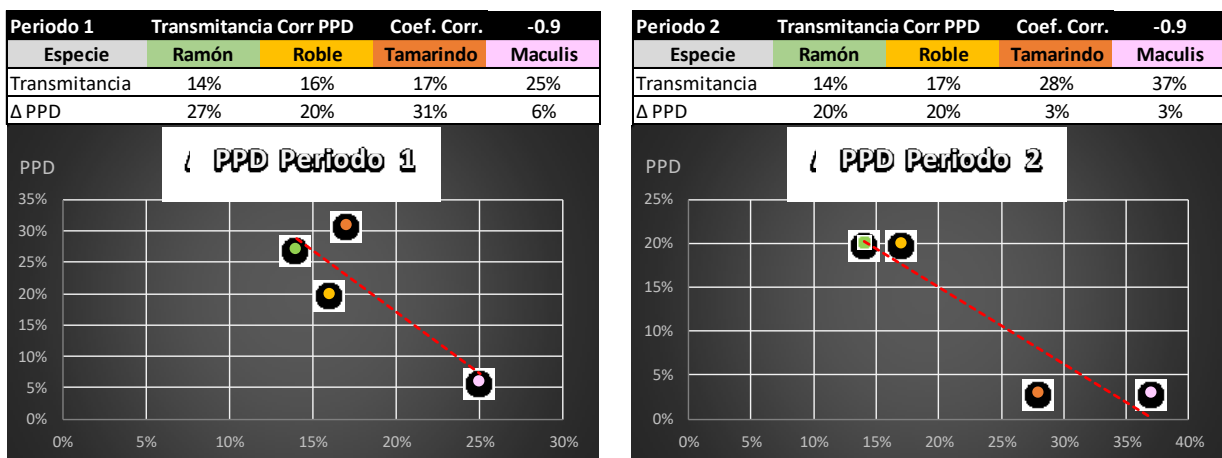 Periodo 1 Transmitancia Corr PPD Coef. Corr. -0.9
Especie Ramón Roble Tamarindo Maculis
Transmitancia 14% 16% 17% 25%
Δ PPD 27% 20% 31% 6%
PPD Periodo 1
PPD
35%
30%
25%
20%
15%
10%
5%
0%
0% 5% 10% 15% 20% 25% 30%
Periodo 2 Transmitancia Corr PPD Coef. Corr. -0.9
Especie Ramón Roble Tamarindo Maculis
Transmitancia 14% 17% 28% 37%
Δ PPD 20% 20% 3% 3%
PPD Periodo 2
PPD
25%
20%
15%
10%
5%
0%
0% 5% 10% 15% 20% 25% 30% 35% 40%